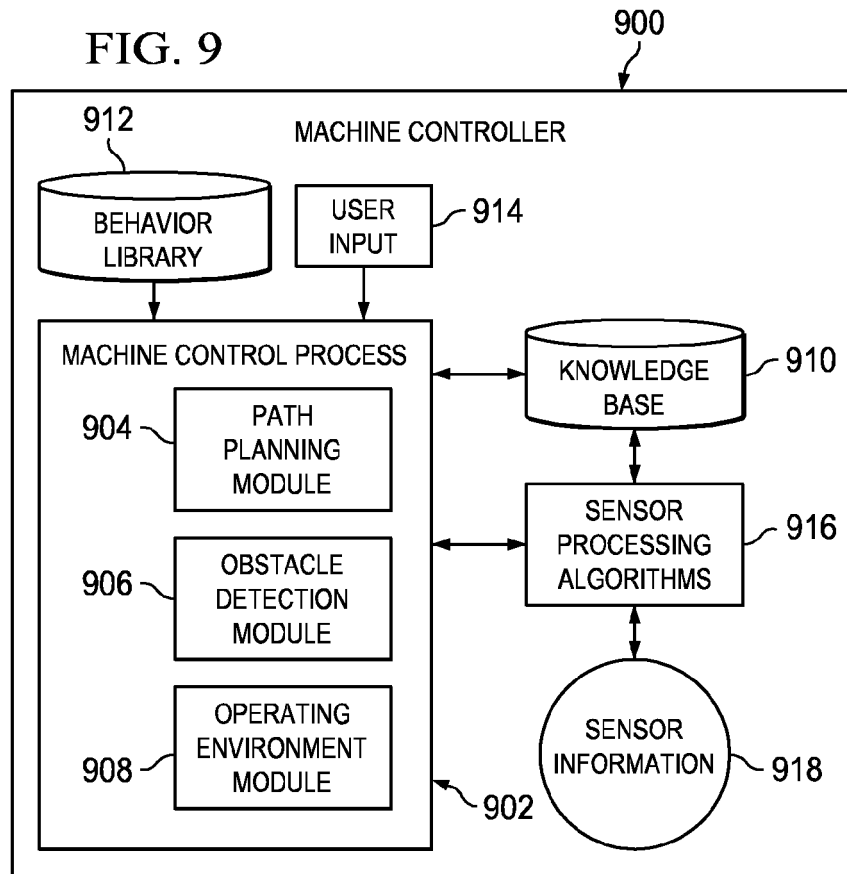 FIG. 9
900
MACHINE CONTROLLER
912
BEHAVIOR
LIBRARY
USER
INPUT
914
MACHINE CONTROL PROCESS
904
PATH
PLANNING
MODULE
906
OBSTACLE
DETECTION
MODULE
908
OPERATING
ENVIRONMENT
MODULE
902
KNOWLEDGE
BASE
910
SENSOR
PROCESSING
ALGORITHMS
916
SENSOR
INFORMATION
918